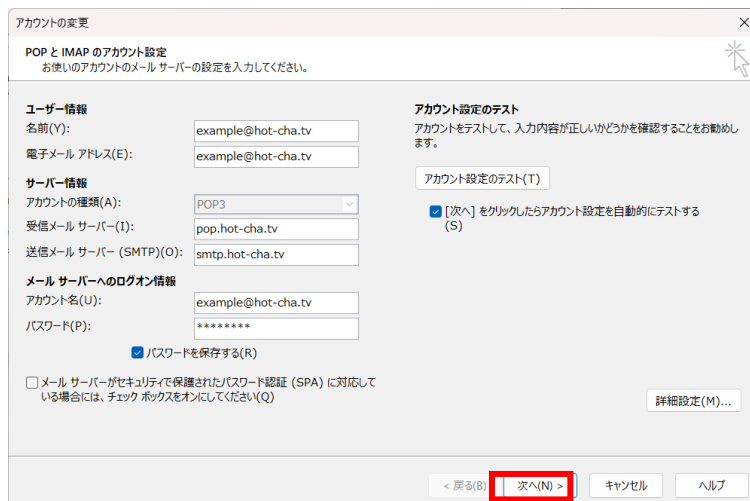 アカウントの変更
×
POP と IMAP のアカウント設定
お使いのアカウントのメール サーバーの設定を入力してください。
ユーザー情報
名前(Y):
example@hot-cha.tv
電子メール アドレス(E):
example@hot-cha.tv
サーバー情報
アカウントの種類(A):
POP3
受信メール サーバー(I):
pop.hot-cha.tv
送信メール サーバー (SMTP)(O):
smtp.hot-cha.tv
メール サーバーへのログオン情報
アカウント名(U):
example@hot-cha.tv
パスワード(P):
********
パスワードを保存する(R)
メール サーバーがセキュリティで保護されたパスワード認証 (SPA) に対応して
いる場合には、チェック ボックスをオンにしてください(Q)
アカウント設定のテスト
アカウントをテストして、入力内容が正しいかどうかを確認することをお勧めし
ます。
アカウント設定のテスト(T)
[次へ] をクリックしたらアカウント設定を自動的にテストする
(S)
詳細設定(M)...
< 戻る(B)
次へ(N) >
キャンセル
ヘルプ